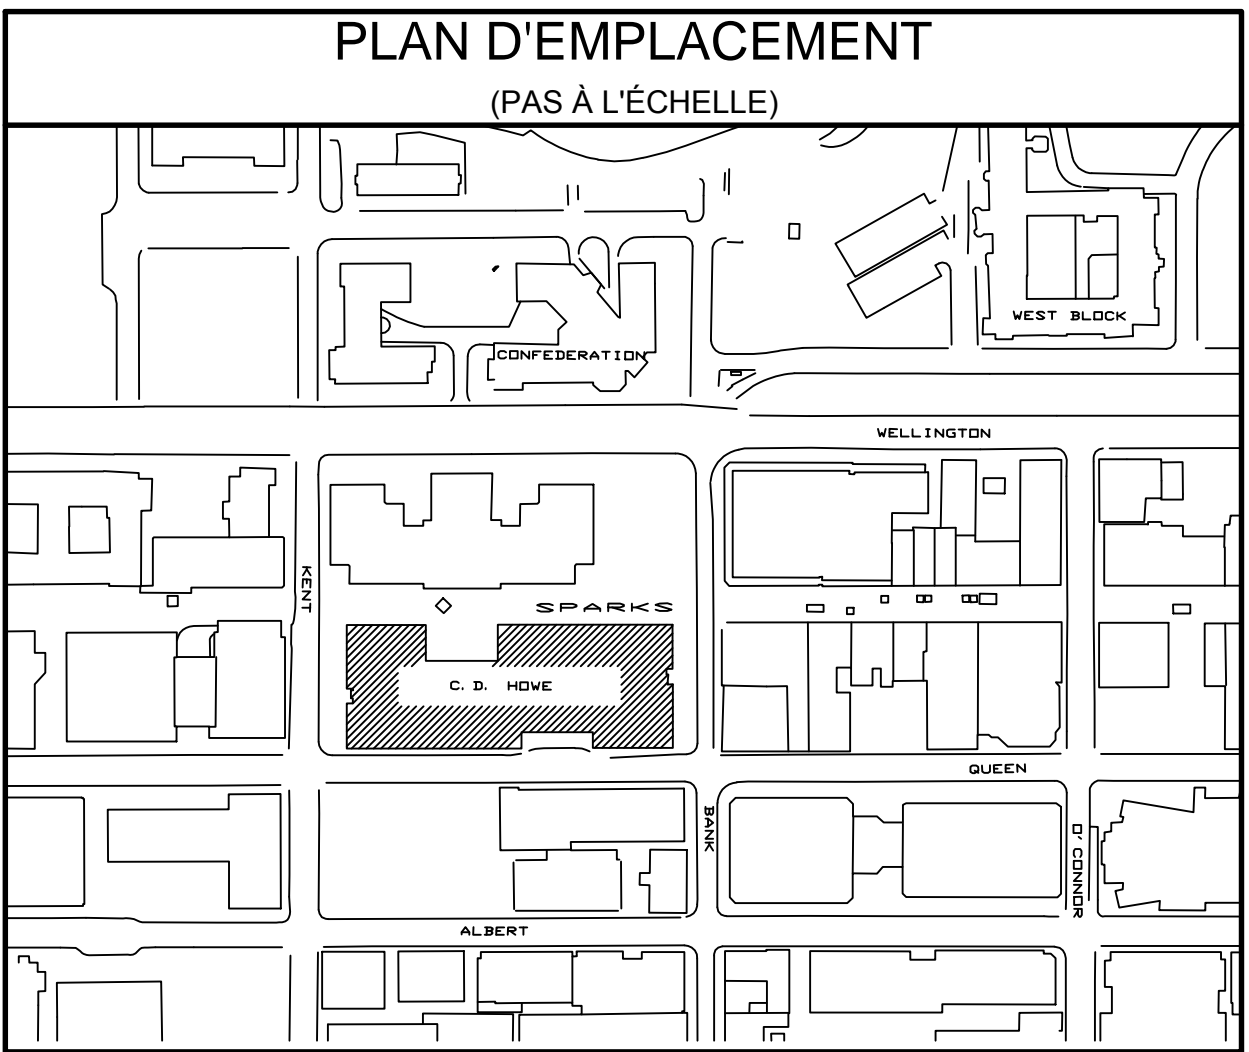 PLAN D'EMPLACEMENT
(PAS À L'ÉCHELLE)
WEST BLOCK
CONFEDERATION
WELLINGTON
KENT
SPARKS
C. D. HOWE
QUEEN
BANK
O'CONNOR
ALBERT